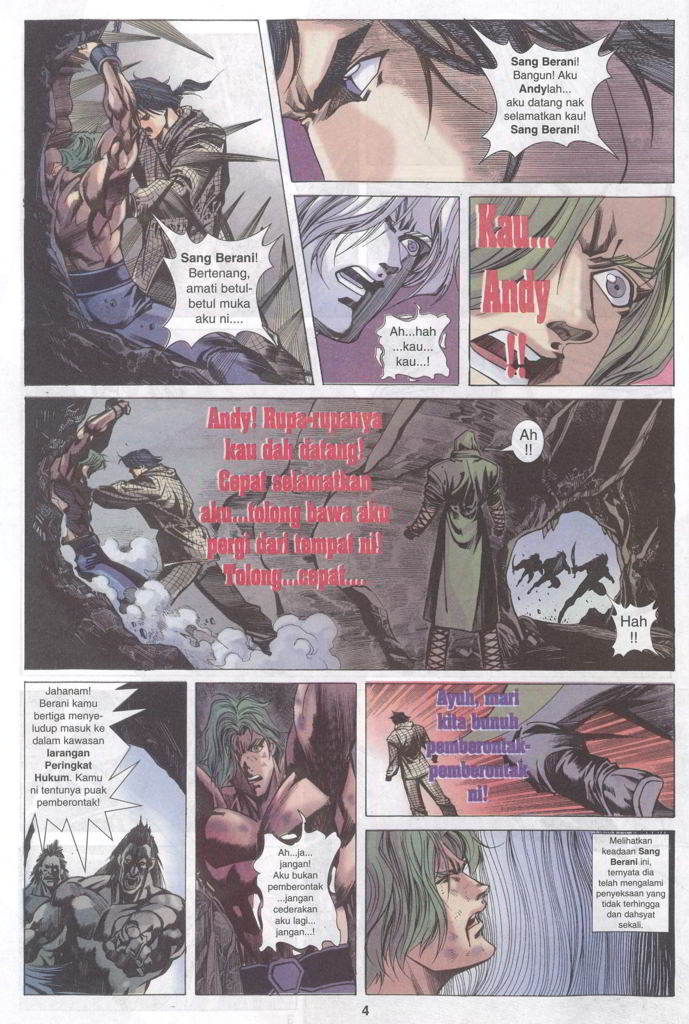 Sang Berani!
Bertenang,
amati betul-
betul muka
aku ni....
Sang Berani!
Bangun! Aku
Andylah...
aku datang nak
selamatkan kau!
Sang Berani!
Ah...hah
...kau...
kau...!
Kau...
Andy
!!
Andy! Rupa-rupanya
kau dah datang!
Cepat selamatkan
aku...tolong bawa aku
pergi dari tempat ni!
Tolong...cepat....
Ah
!!
Hah
!!
Jahanam!
Berani kamu
bertiga menye-
ludup masuk ke
dalam kawasan
larangan
Peringkat
Hukum. Kamu
ni tentunya puak
pemberontak!
Ah...ja...
jangan!
Aku bukan
pemberontak
...jangan
cederakan
aku lagi...
jangan...!
Ayuh, mari
kita bunuh
pemberontak-
pemberontak
ni!
Melihatkan
keadaan Sang
Berani ini,
ternyata dia
telah mengalami
penyeksaan yang
tidak terhingga
dan dahsyat
sekali.
4